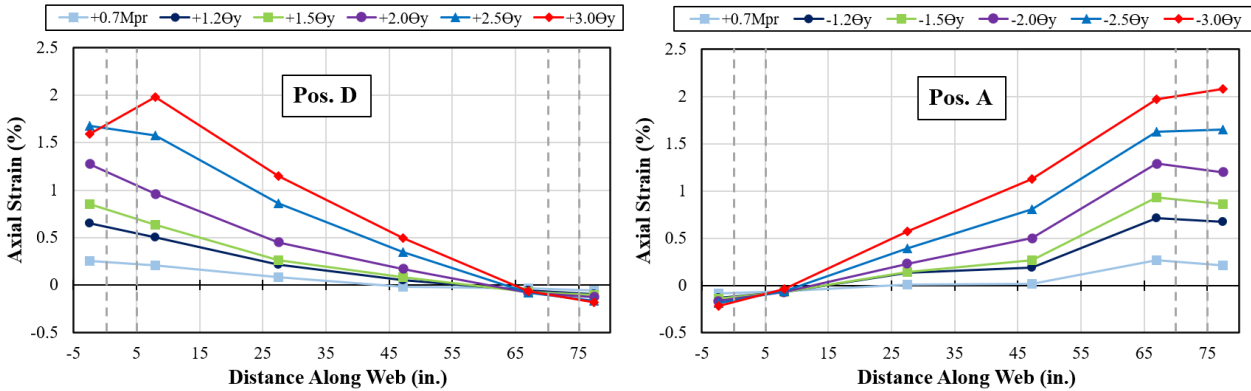 +0.7Mpr +1.2Θy +1.5Θy +2.0Θy +2.5Θy +3.0Θy
2.5
2
1.5
1
0.5
0
-0.5
Axial Strain (%)
Pos. D
-5 5 15 25 35 45 55 65 75
Distance Along Web (in.)
+0.7Mpr -1.2Θy -1.5Θy -2.0Θy -2.5Θy -3.0Θy
2.5
2
1.5
1
0.5
0
-0.5
Axial Strain (%)
Pos. A
-5 5 15 25 35 45 55 65 75
Distance Along Web (in.)